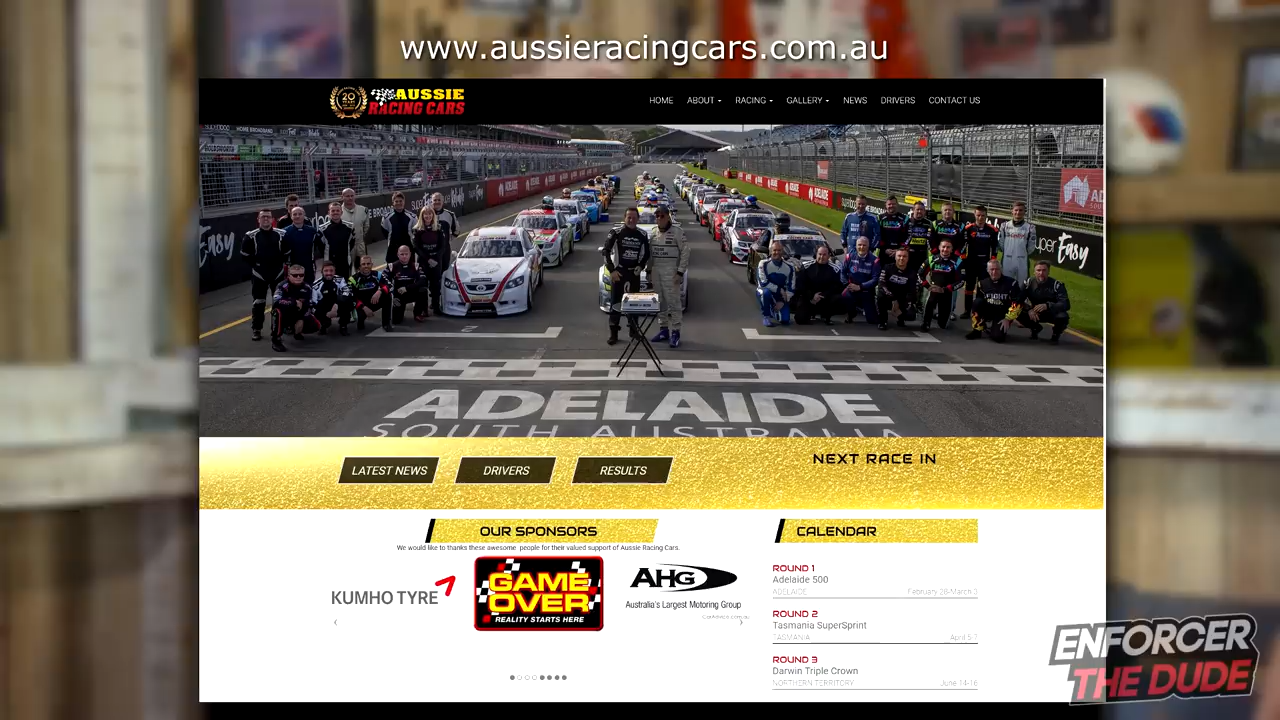 www.aussieracingcars.com.au
20
AUSSIE
RACING CARS
HOME ABOUT RACING GALLERY NEWS DRIVERS CONTACT US
Easy
super
Easy
ADELAIDE
SOUTH AUSTRALIA
LATEST NEWS DRIVERS RESULTS
NEXT RACE IN
OUR SPONSORS
We would like to thanks these awesome people for their valued support of Aussie Racing Cars.
KUMHO TYRE
GAME
OVER
REALITY STARTS HERE
AHG
Australia's Largest Motoring Group
CALENDAR
ROUND 1
Adelaide 500
ADELAIDE February 28-March 3
ROUND 2
Tasmania SuperSprint
TASMANIA April 5-7
ROUND 3
Darwin Triple Crown
NORTHERN TERRITORY June 14-16
ENFORCER
THE DUDE